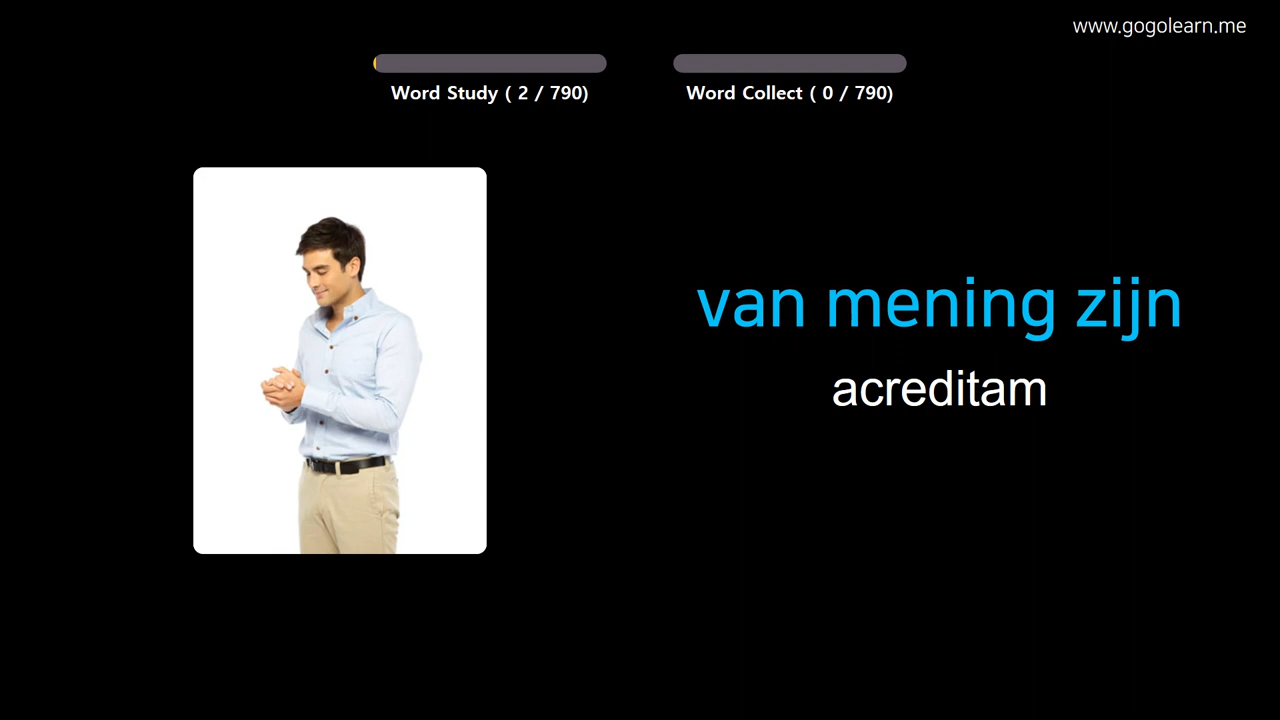 www.gogolearn.me
Word Study ( 2 / 790)
Word Collect ( 0 / 790)
van mening zijn
acreditam